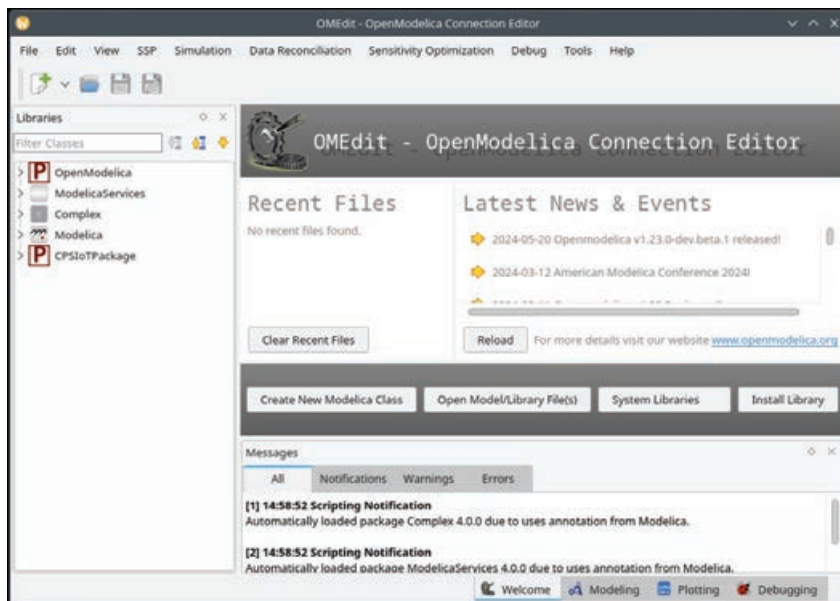 OMEdit - OpenModelica Connection Editor
File Edit View SSP Simulation Data Reconciliation Sensitivity Optimization Debug Tools Help
Libraries
Filter Classes
OpenModelica
ModelicaServices
Complex
Modelica
CPSIoTPackage
OMEdit - OpenModelica Connection Editor
Recent Files
No recent files found.
Clear Recent Files
Latest News & Events
2024-05-20 Openmodelica v1.23.0-dev.beta.1 released!
2024-03-12 American Modelica Conference 2024!
Reload For more details visit our website www.openmodelica.org
Create New Modelica Class Open Model/Library File(s) System Libraries Install Library
Messages
All Notifications Warnings Errors
[1] 14:58:52 Scripting Notification
Automatically loaded package Complex 4.0.0 due to uses annotation from Modelica.
[2] 14:58:52 Scripting Notification
Automatically loaded package ModelicaServices 4.0.0 due to uses annotation from Modelica.
Welcome Modeling Plotting Debugging